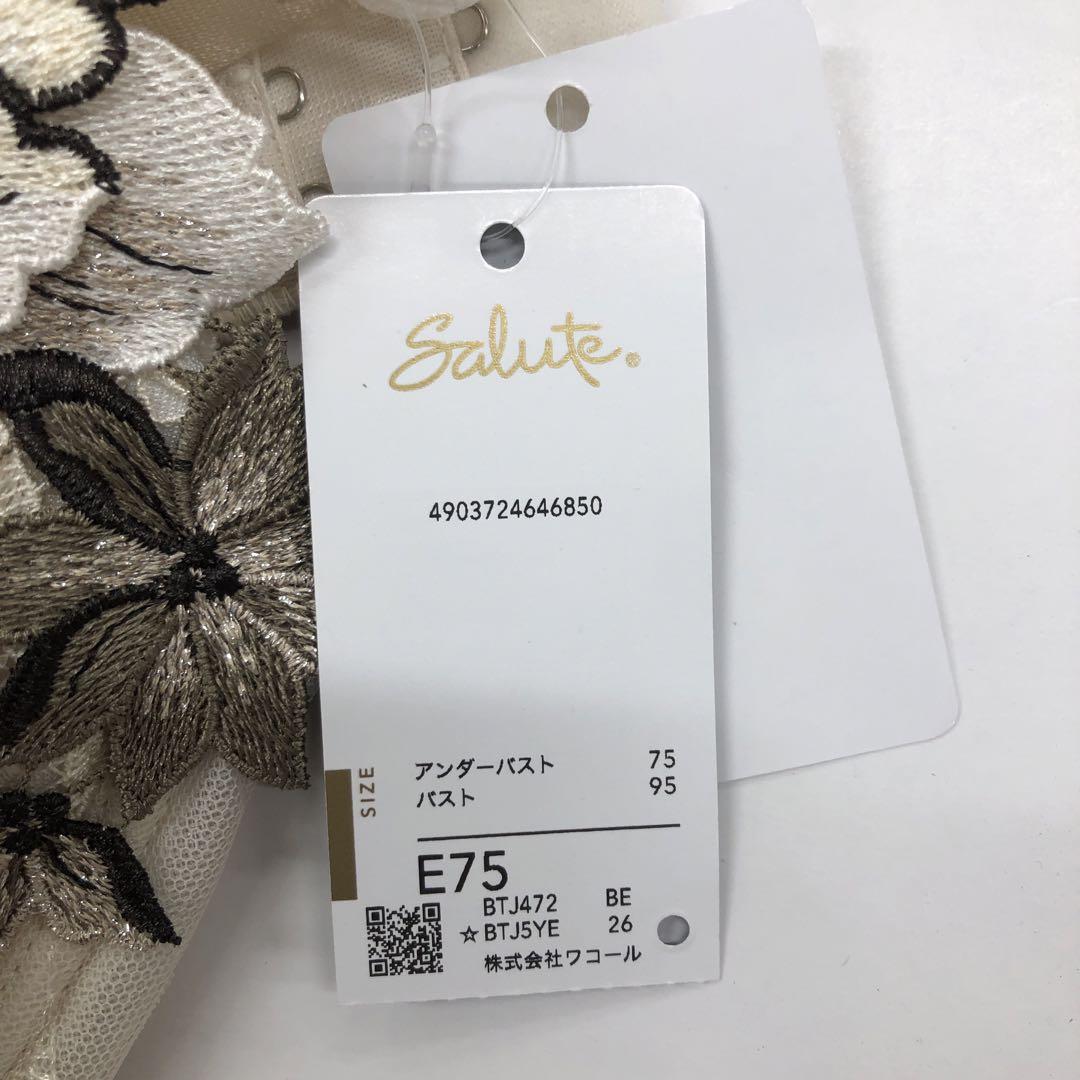 Salute.®
4903724646850
SIZE
アンダーバスト 75
バスト 95
E75
BTJ472 BE
☆BTJ5YE 26
株式会社ワコール